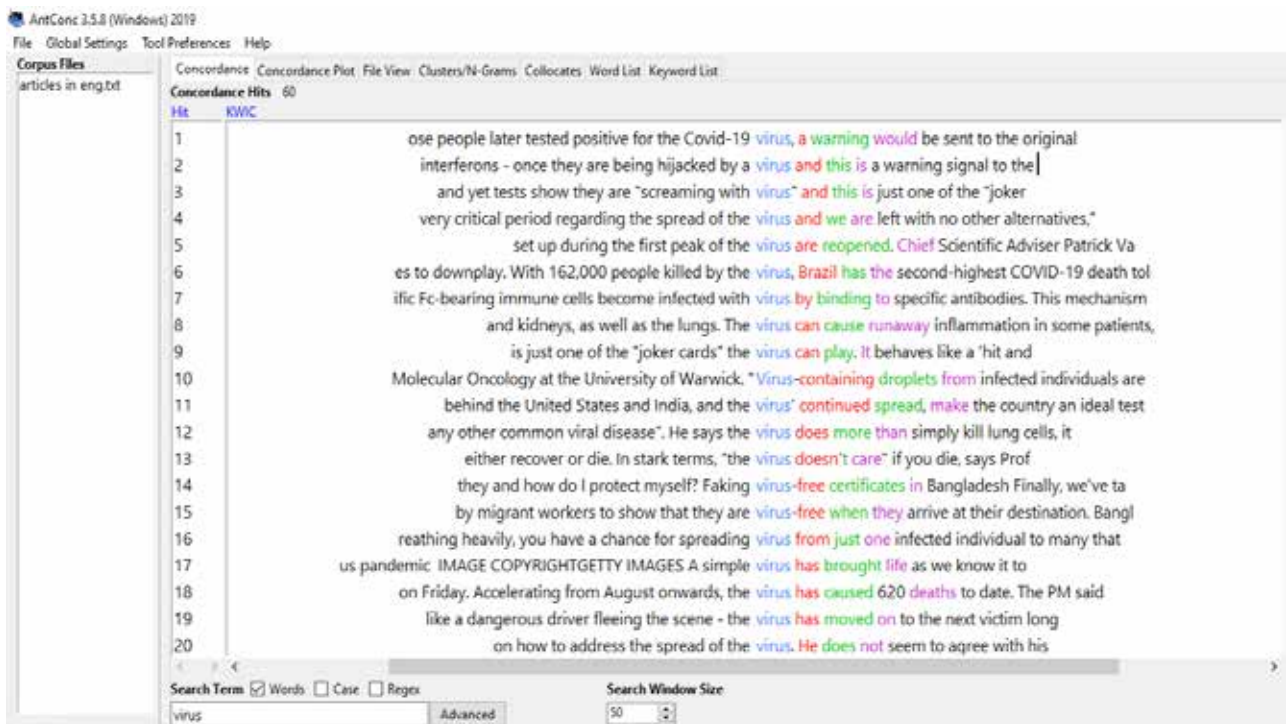 AntConc 3.5.8 (Windows) 2019
File Global Settings Tool Preferences Help
Corpus Files
articles in eng.txt
Concordance Concordance Plot File View Clusters/N-Grams Collocates Word List Keyword List
Concordance Hits 60
Hit KWIC
1 ose people later tested positive for the Covid-19 virus, a warning would be sent to the original
2 interferons - once they are being hijacked by a virus and this is a warning signal to the
3 and yet tests show they are "screaming with virus" and this is just one of the "joker
4 very critical period regarding the spread of the virus and we are left with no other alternatives,"
5 set up during the first peak of the virus are reopened. Chief Scientific Adviser Patrick Va
6 es to downplay. With 162,000 people killed by the virus, Brazil has the second-highest COVID-19 death tol
7 ific Fc-bearing immune cells become infected with virus by binding to specific antibodies. This mechanism
8 and kidneys, as well as the lungs. The virus can cause runaway inflammation in some patients,
9 is just one of the "joker cards" the virus can play. It behaves like a 'hit and
10 Molecular Oncology at the University of Warwick. "Virus-containing droplets from infected individuals are
11 behind the United States and India, and the virus' continued spread, make the country an ideal test
12 any other common viral disease". He says the virus does more than simply kill lung cells, it
13 either recover or die. In stark terms, "the virus doesn't care" if you die, says Prof
14 they and how do I protect myself? Faking virus-free certificates in Bangladesh Finally, we've ta
15 by migrant workers to show that they are virus-free when they arrive at their destination. Bangl
16 reathing heavily, you have a chance for spreading virus from just one infected individual to many that
17 us pandemic IMAGE COPYRIGHTGETTY IMAGES A simple virus has brought life as we know it to
18 on Friday. Accelerating from August onwards, the virus has caused 620 deaths to date. The PM said
19 like a dangerous driver fleeing the scene - the virus has moved on to the next victim long
20 on how to address the spread of the virus. He does not seem to agree with his
Search Term Words Case Regex Search Window Size
virus Advanced 50